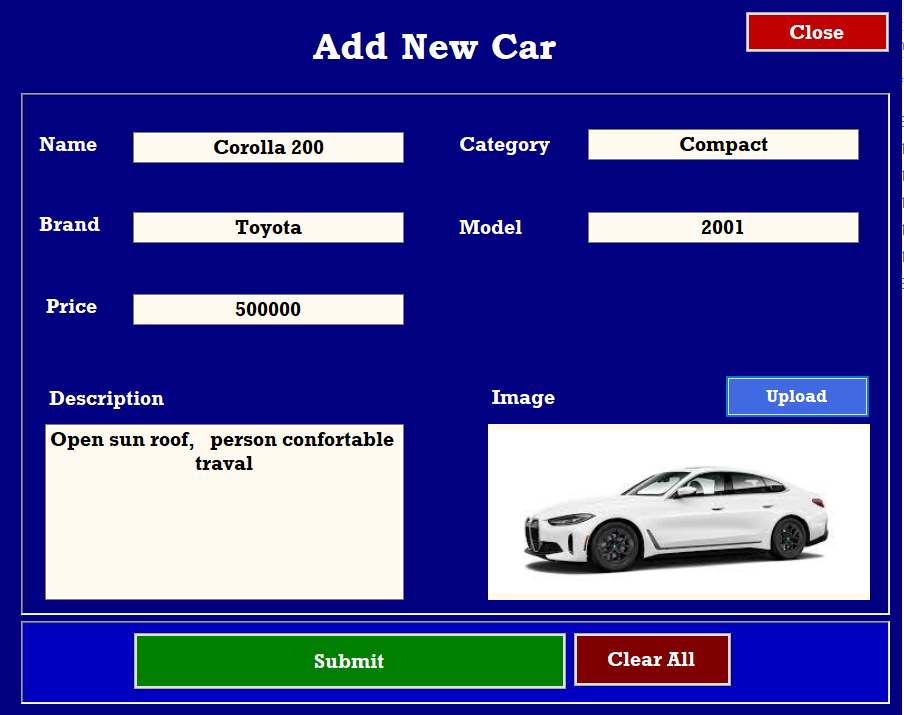 Add New Car
Close
Name
Corolla 200
Category
Compact
Brand
Toyota
Model
2001
Price
500000
Description
Image
Upload
Open sun roof,   person confortable
traval
Submit
Clear All